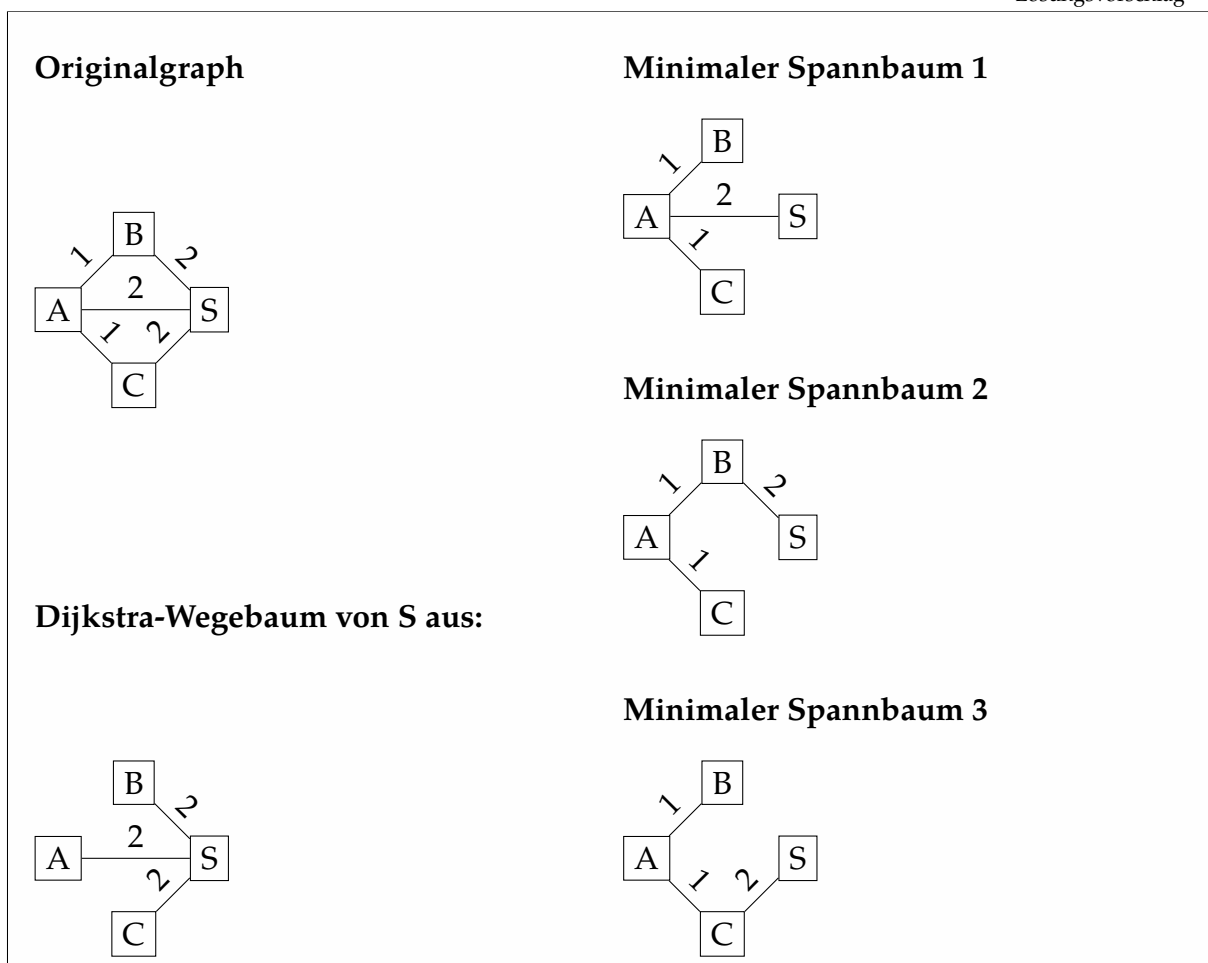 Originalgraph
B
1
2
2
A
S
1
2
C
Dijkstra-Wegebaum von S aus:
B
2
2
A
S
2
C
Minimaler Spannbaum 1
B
1
2
A
S
1
C
Minimaler Spannbaum 2
B
1
2
A
S
1
C
Minimaler Spannbaum 3
B
1
A
S
1
2
C